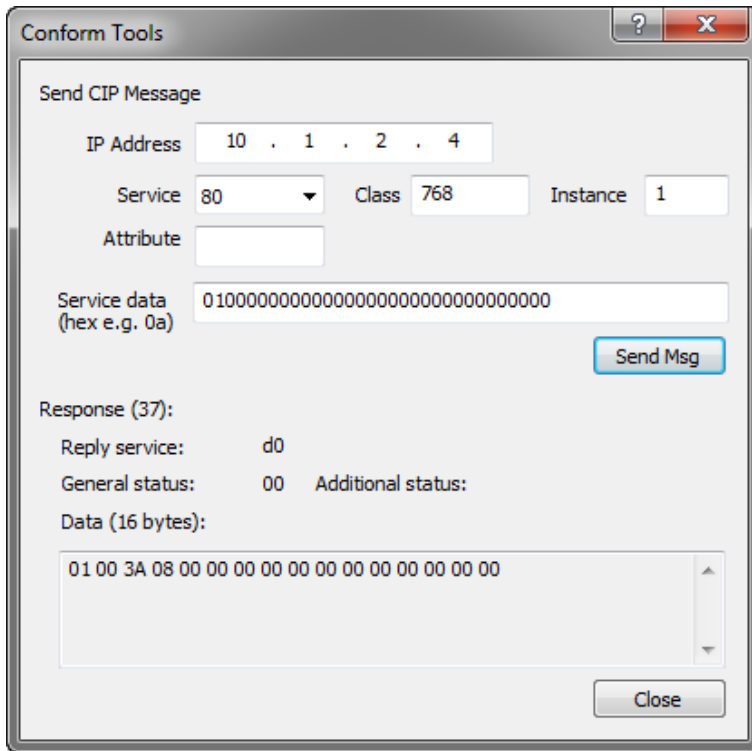 Conform Tools
Send CIP Message
IP Address 10 . 1 . 2 . 4
Service 80 Class 768 Instance 1
Attribute
Service data 01000000000000000000000000000000
(hex e.g. 0a)
Send Msg
Response (37):
Reply service: d0
General status: 00 Additional status:
Data (16 bytes):
01 00 3A 08 00 00 00 00 00 00 00 00 00 00 00 00
Close